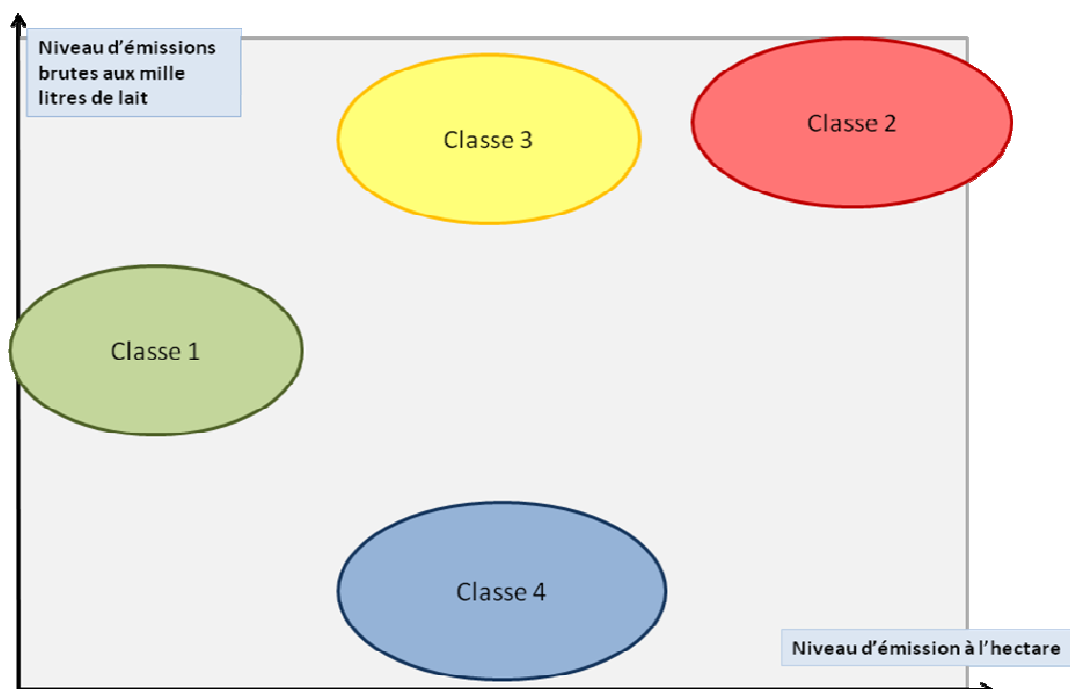 Niveau d'émissions
brutes aux mille
litres de lait
Classe 3
Classe 2
Classe 1
Classe 4
Niveau d'émission à l'hectare